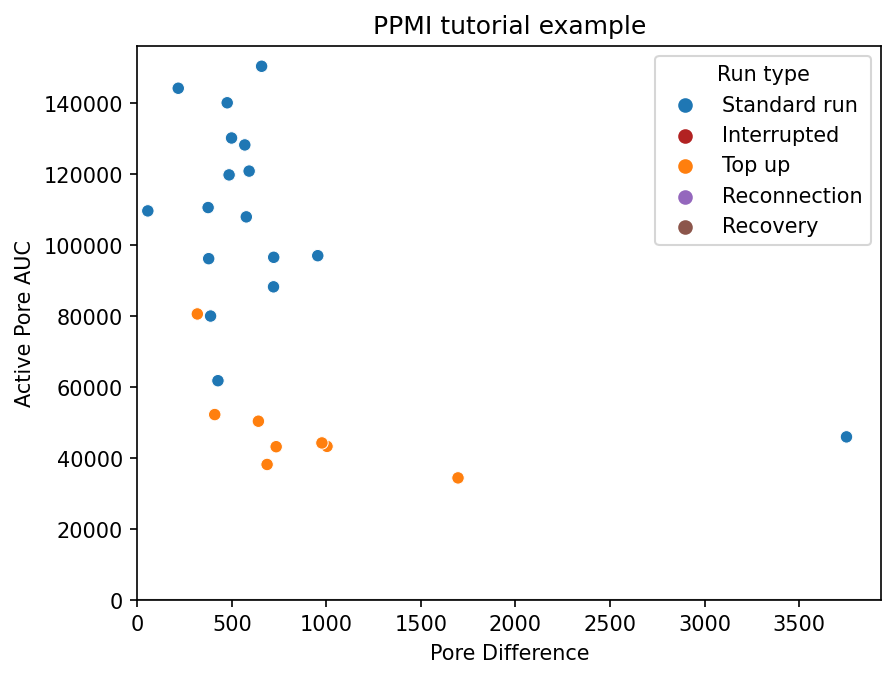 PPMI tutorial example
Run type
Standard run
Interrupted
Top up
Reconnection
Recovery
Active Pore AUC
140000
120000
100000
80000
60000
40000
20000
0
0 500 1000 1500 2000 2500 3000 3500
Pore Difference